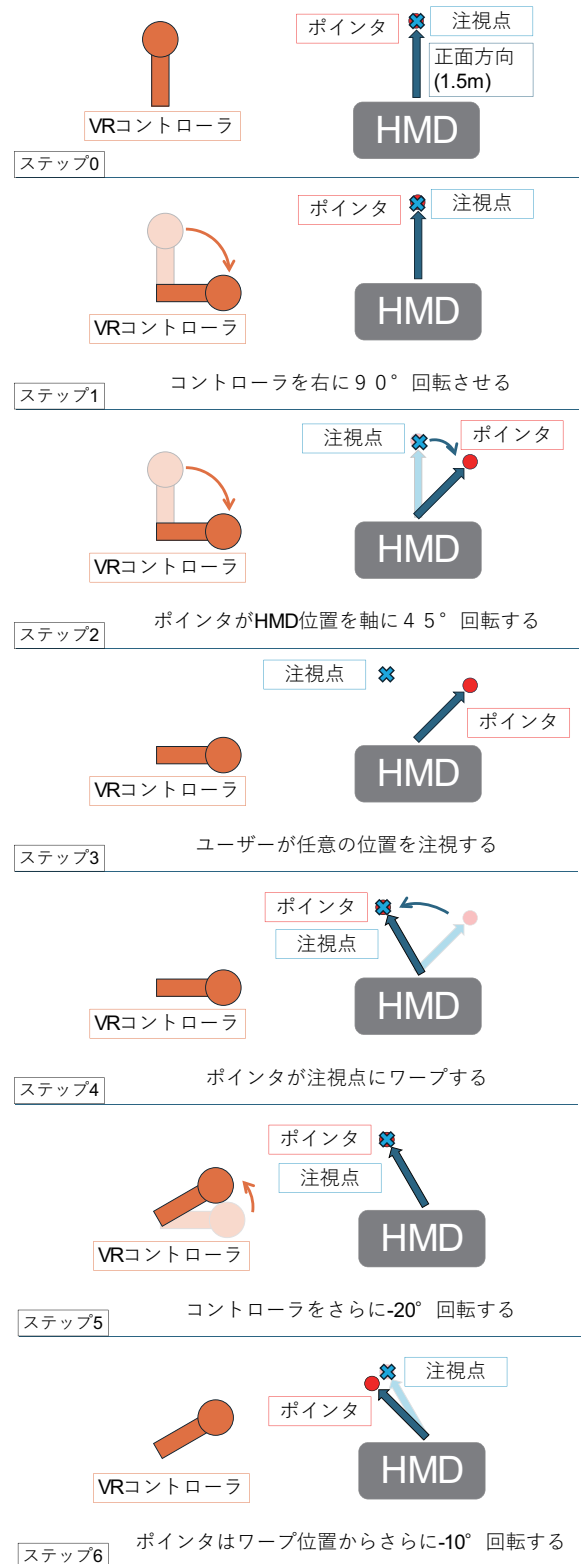 ポインタ
注視点
正面方向
(1.5m)
VRコントローラ
HMD
ステップ0
ポインタ
注視点
VRコントローラ
HMD
コントローラを右に９０°回転させる
ステップ1
注視点
ポインタ
VRコントローラ
HMD
ポインタがHMD位置を軸に４５°回転する
ステップ2
注視点
ポインタ
VRコントローラ
HMD
ユーザーが任意の位置を注視する
ステップ3
ポインタ
注視点
VRコントローラ
HMD
ポインタが注視点にワープする
ステップ4
ポインタ
注視点
VRコントローラ
HMD
コントローラをさらに-20°回転する
ステップ5
注視点
ポインタ
VRコントローラ
HMD
ポインタはワープ位置からさらに-10°回転する
ステップ6